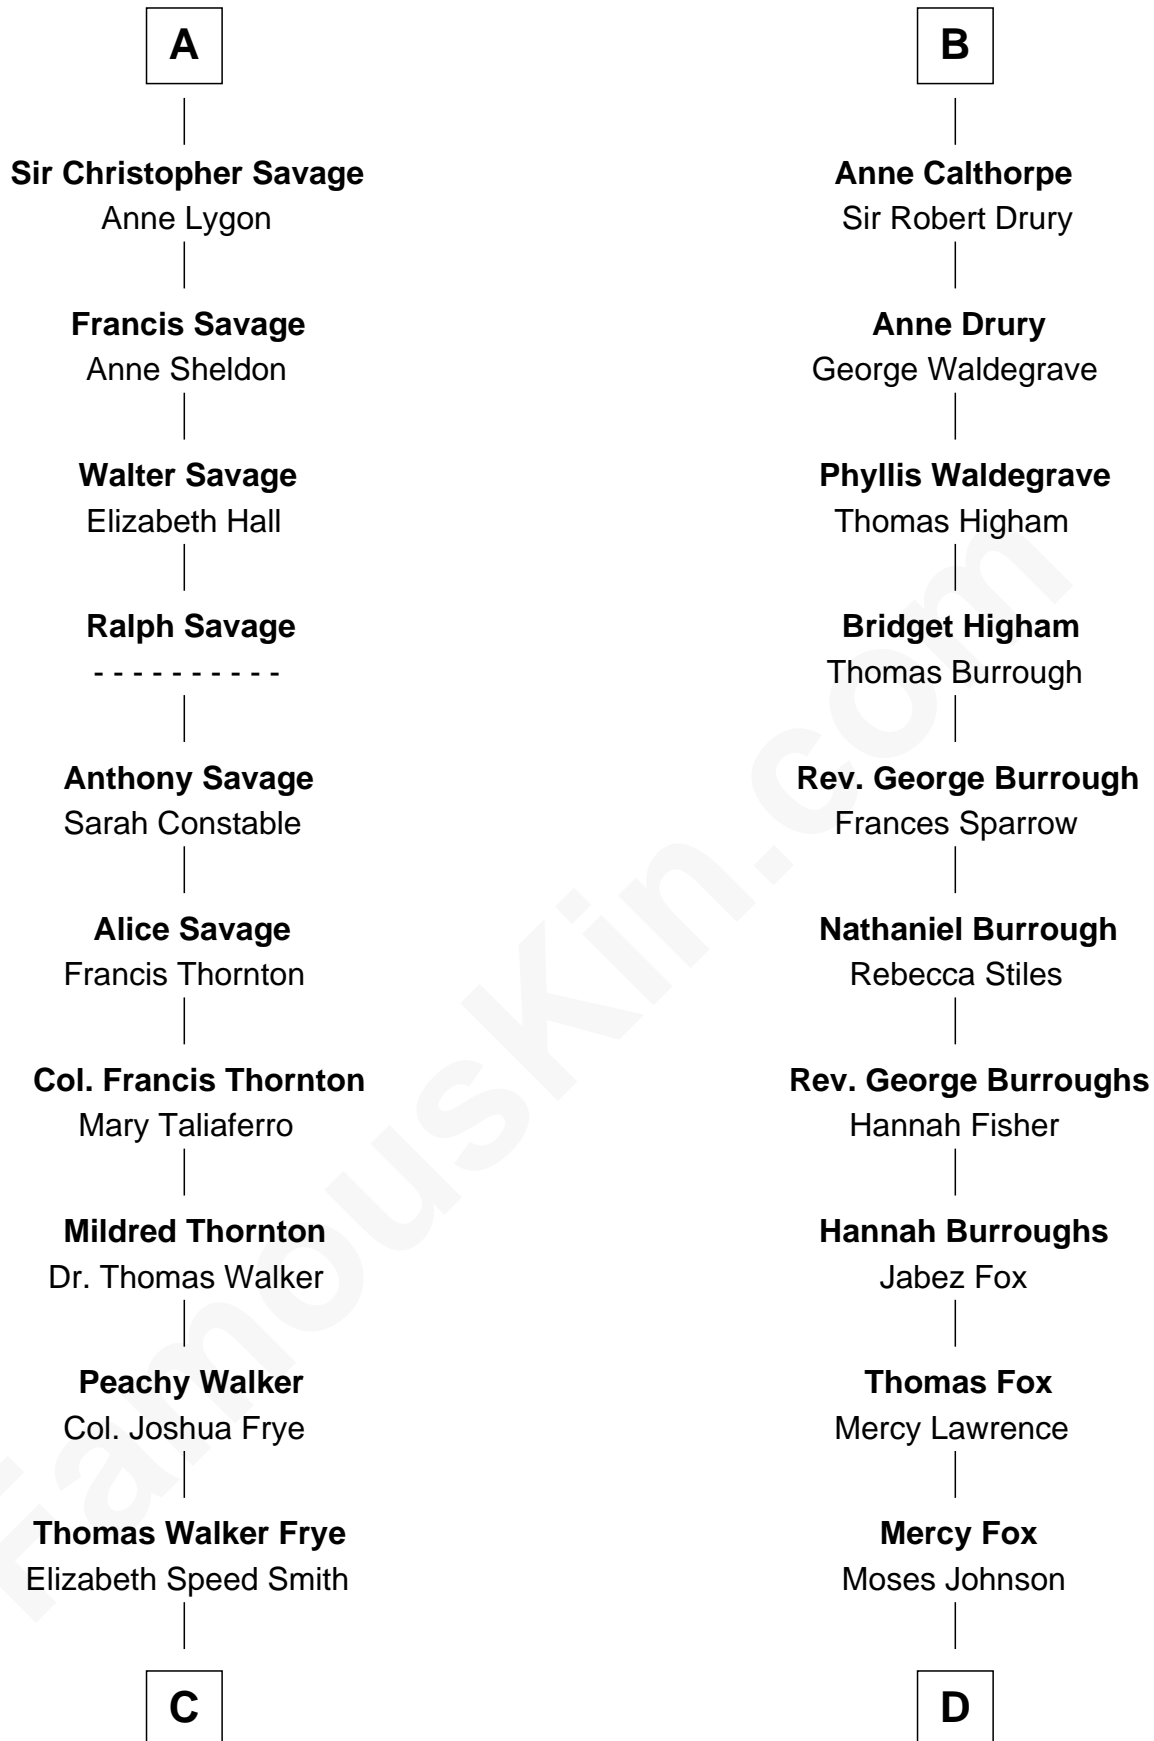 A
Sir Christopher Savage
Anne Lygon
Francis Savage
Anne Sheldon
Walter Savage
Elizabeth Hall
Ralph Savage
- - - - - - - - - -
Anthony Savage
Sarah Constable
Alice Savage
Francis Thornton
Col. Francis Thornton
Mary Taliaferro
Mildred Thornton
Dr. Thomas Walker
Peachy Walker
Col. Joshua Frye
Thomas Walker Frye
Elizabeth Speed Smith
C
B
Anne Calthorpe
Sir Robert Drury
Anne Drury
George Waldegrave
Phyllis Waldegrave
Thomas Higham
Bridget Higham
Thomas Burrough
Rev. George Burrough
Frances Sparrow
Nathaniel Burrough
Rebecca Stiles
Rev. George Burroughs
Hannah Fisher
Hannah Burroughs
Jabez Fox
Thomas Fox
Mercy Lawrence
Mercy Fox
Moses Johnson
D
FamousKin.com